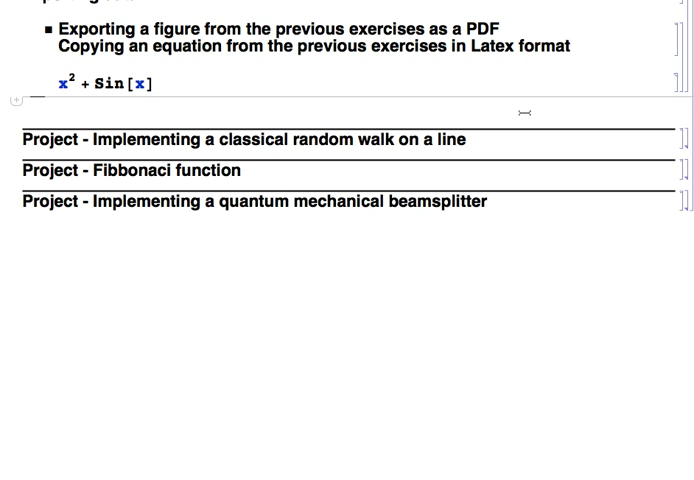 Exporting a figure from the previous exercises as a PDF
Copying an equation from the previous exercises in Latex format
x² + Sin[x]
Project - Implementing a classical random walk on a line
Project - Fibbonaci function
Project - Implementing a quantum mechanical beamsplitter